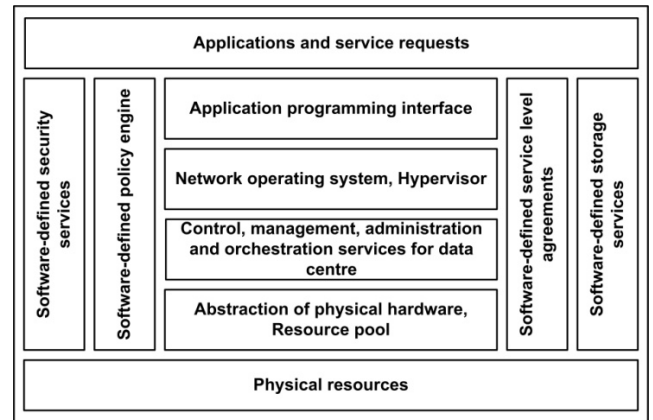 Applications and service requests
Software-defined security
services
Software-defined policy engine
Application programming interface
Network operating system, Hypervisor
Control, management, administration
and orchestration services for data
centre
Abstraction of physical hardware,
Resource pool
Software-defined service level
agreements
Software-defined storage
services
Physical resources